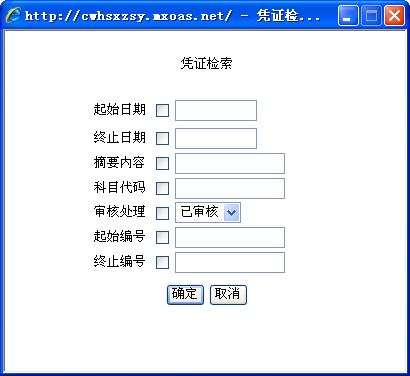 http://cwhsxzsy.mxoas.net/ - 凭证检...
凭证检索
起始日期
终止日期
摘要内容
科目代码
审核处理 已审核
起始编号
终止编号
确定 取消